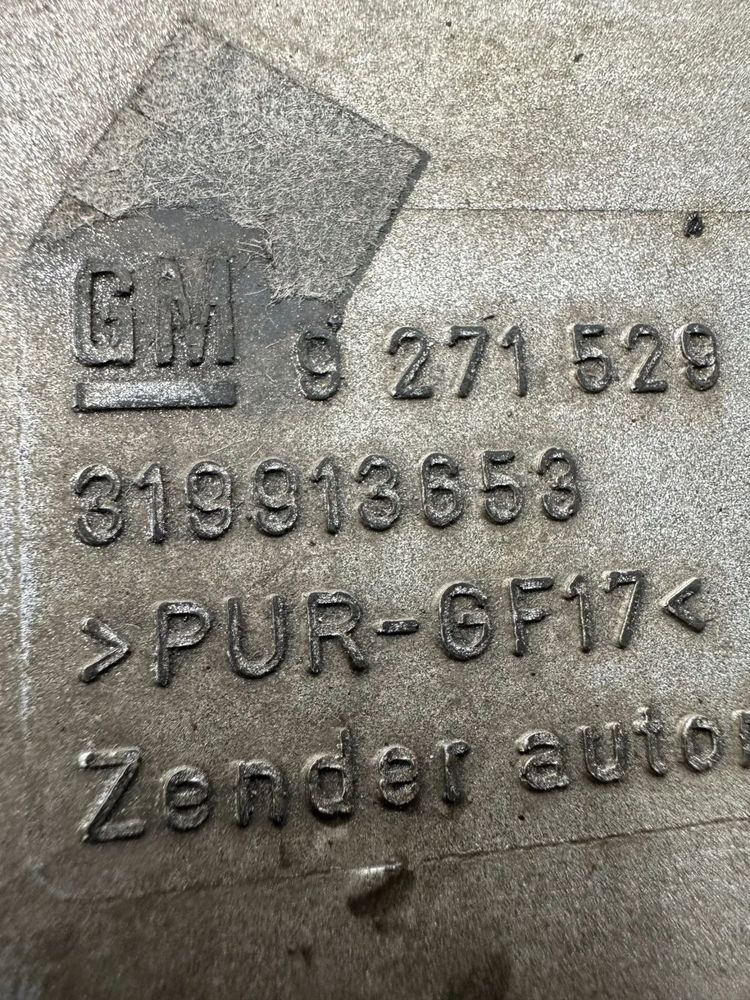 GM 9 271 529
319913653
>PUR-GF17<
Zender auto